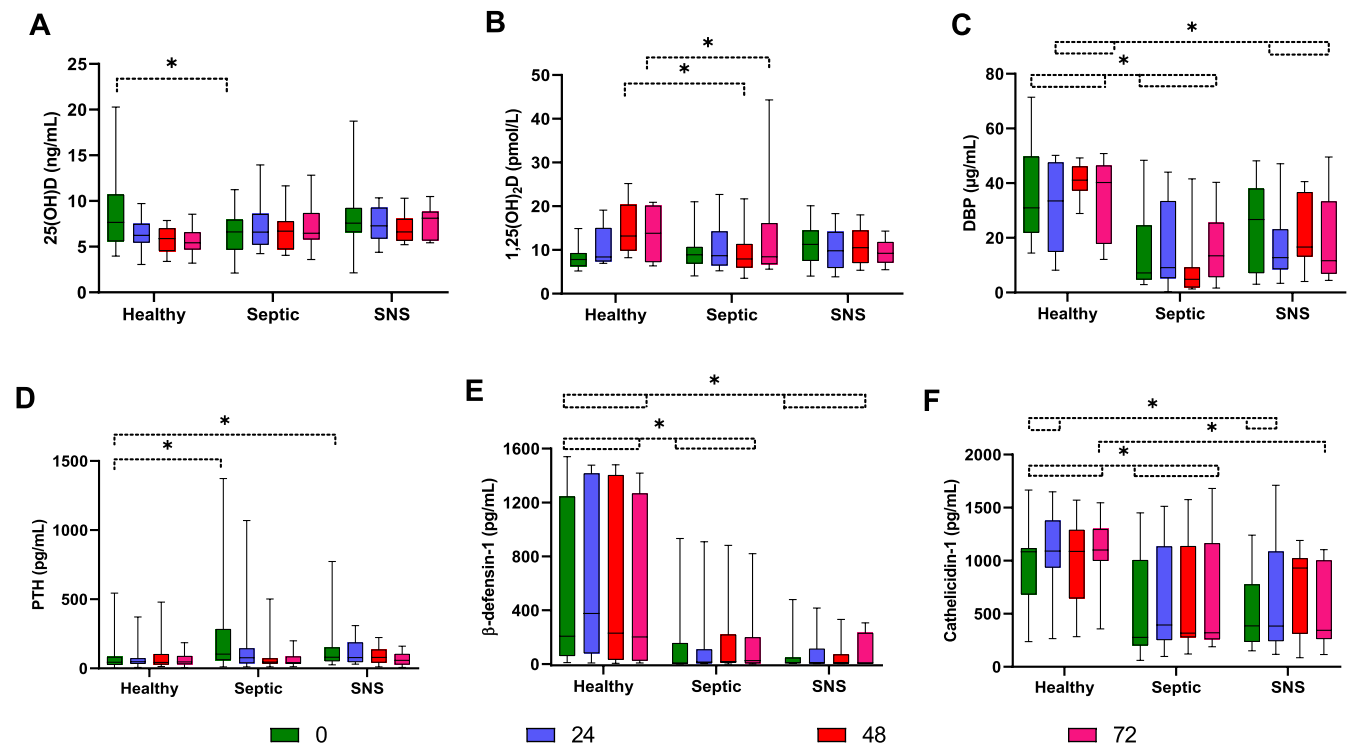 A
25(OH)D (ng/mL)
25
20
15
10
5
0
*
Healthy Septic SNS
B
1,25(OH)2D (pmol/L)
50
40
30
20
10
0
*
*
Healthy Septic SNS
C
DBP (µg/mL)
80
60
40
20
0
*
*
Healthy Septic SNS
D
PTH (pg/mL)
1500
1000
500
0
*
*
Healthy Septic SNS
E
β-defensin-1 (pg/mL)
1600
1200
800
400
0
*
*
Healthy Septic SNS
F
Cathelicidin-1 (pg/mL)
2000
1500
1000
500
0
*
*
*
Healthy Septic SNS
0 24 48 72